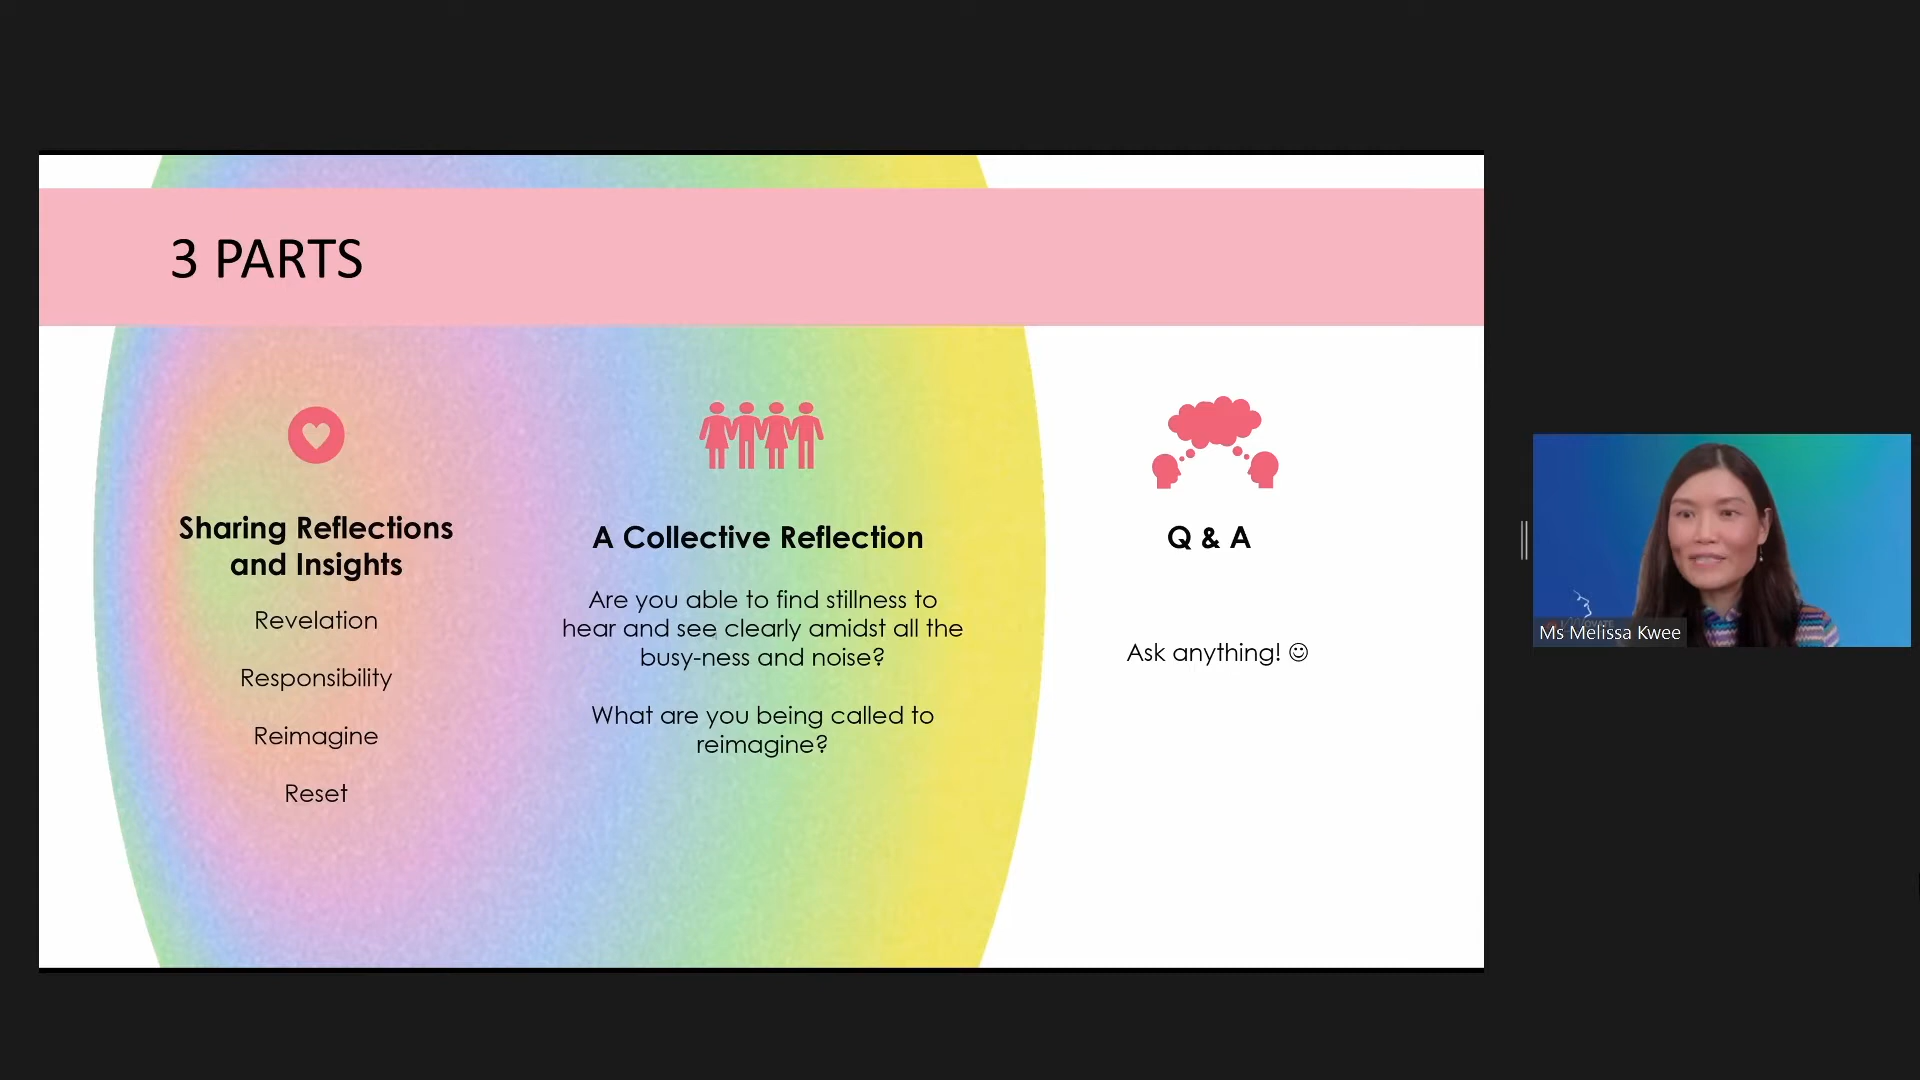 3 PARTS
Sharing Reflections
and Insights
Revelation
Responsibility
Reimagine
Reset
A Collective Reflection
Are you able to find stillness to
hear and see clearly amidst all the
busy-ness and noise?
What are you being called to
reimagine?
Q & A
Ask anything! ☺
Ms Melissa Kwee